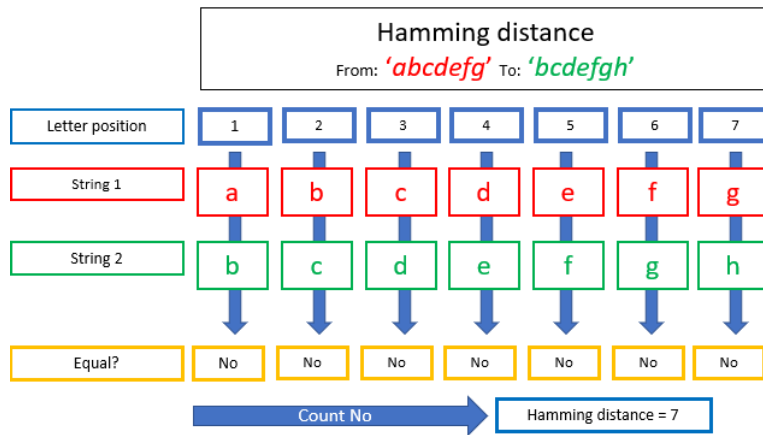 Hamming distance
From: ‘abcdefg’ To: ‘bcdefgh’
Letter position 1 2 3 4 5 6 7
String 1 a b c d e f g
String 2 b c d e f g h
Equal? No No No No No No No
Count No Hamming distance = 7